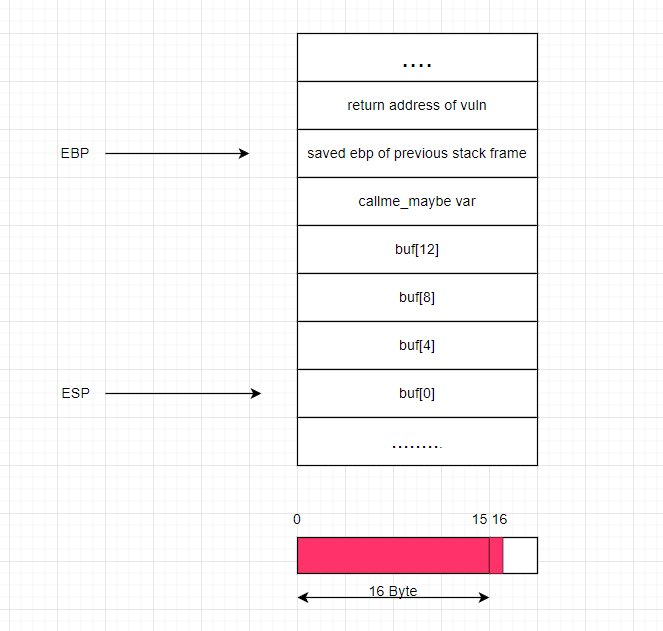 ....
return address of vuln
EBP
saved ebp of previous stack frame
callme_maybe var
buf[12]
buf[8]
buf[4]
ESP
buf[0]
.........
0
15 16
16 Byte